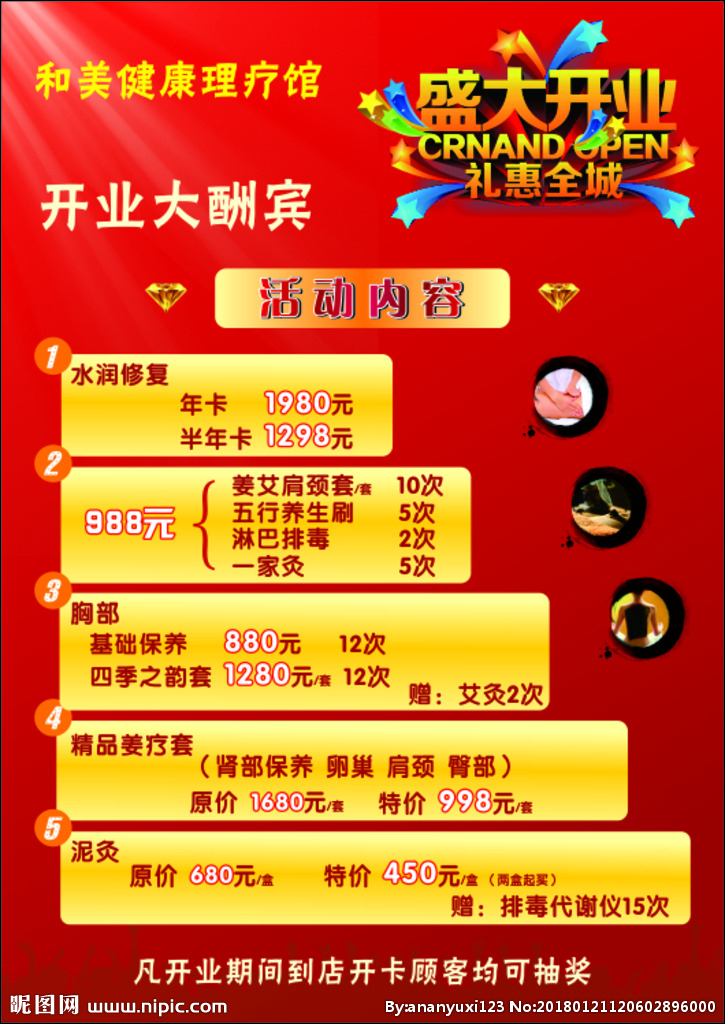 和美健康理疗馆
盛大开业
CRNAND OPEN
礼惠全城
开业大酬宾
活动内容
1
水润修复
年卡 1980元
半年卡 1298元
2
988元
姜艾肩颈套/套 10次
五行养生刷 5次
淋巴排毒 2次
一家灸 5次
3
胸部
基础保养 880元 12次
四季之韵套 1280元/套 12次
赠：艾灸2次
4
精品姜疗套
（肾部保养 卵巢 肩颈 臀部）
原价 1680元/套 特价 998元/套
5
泥灸
原价 680元/盒 特价 450元/盒（两盒起买）
赠：排毒代谢仪15次
凡开业期间到店开卡顾客均可抽奖
昵图网 www.nipic.com
By:ananyuxi123 No:20180121120602896000